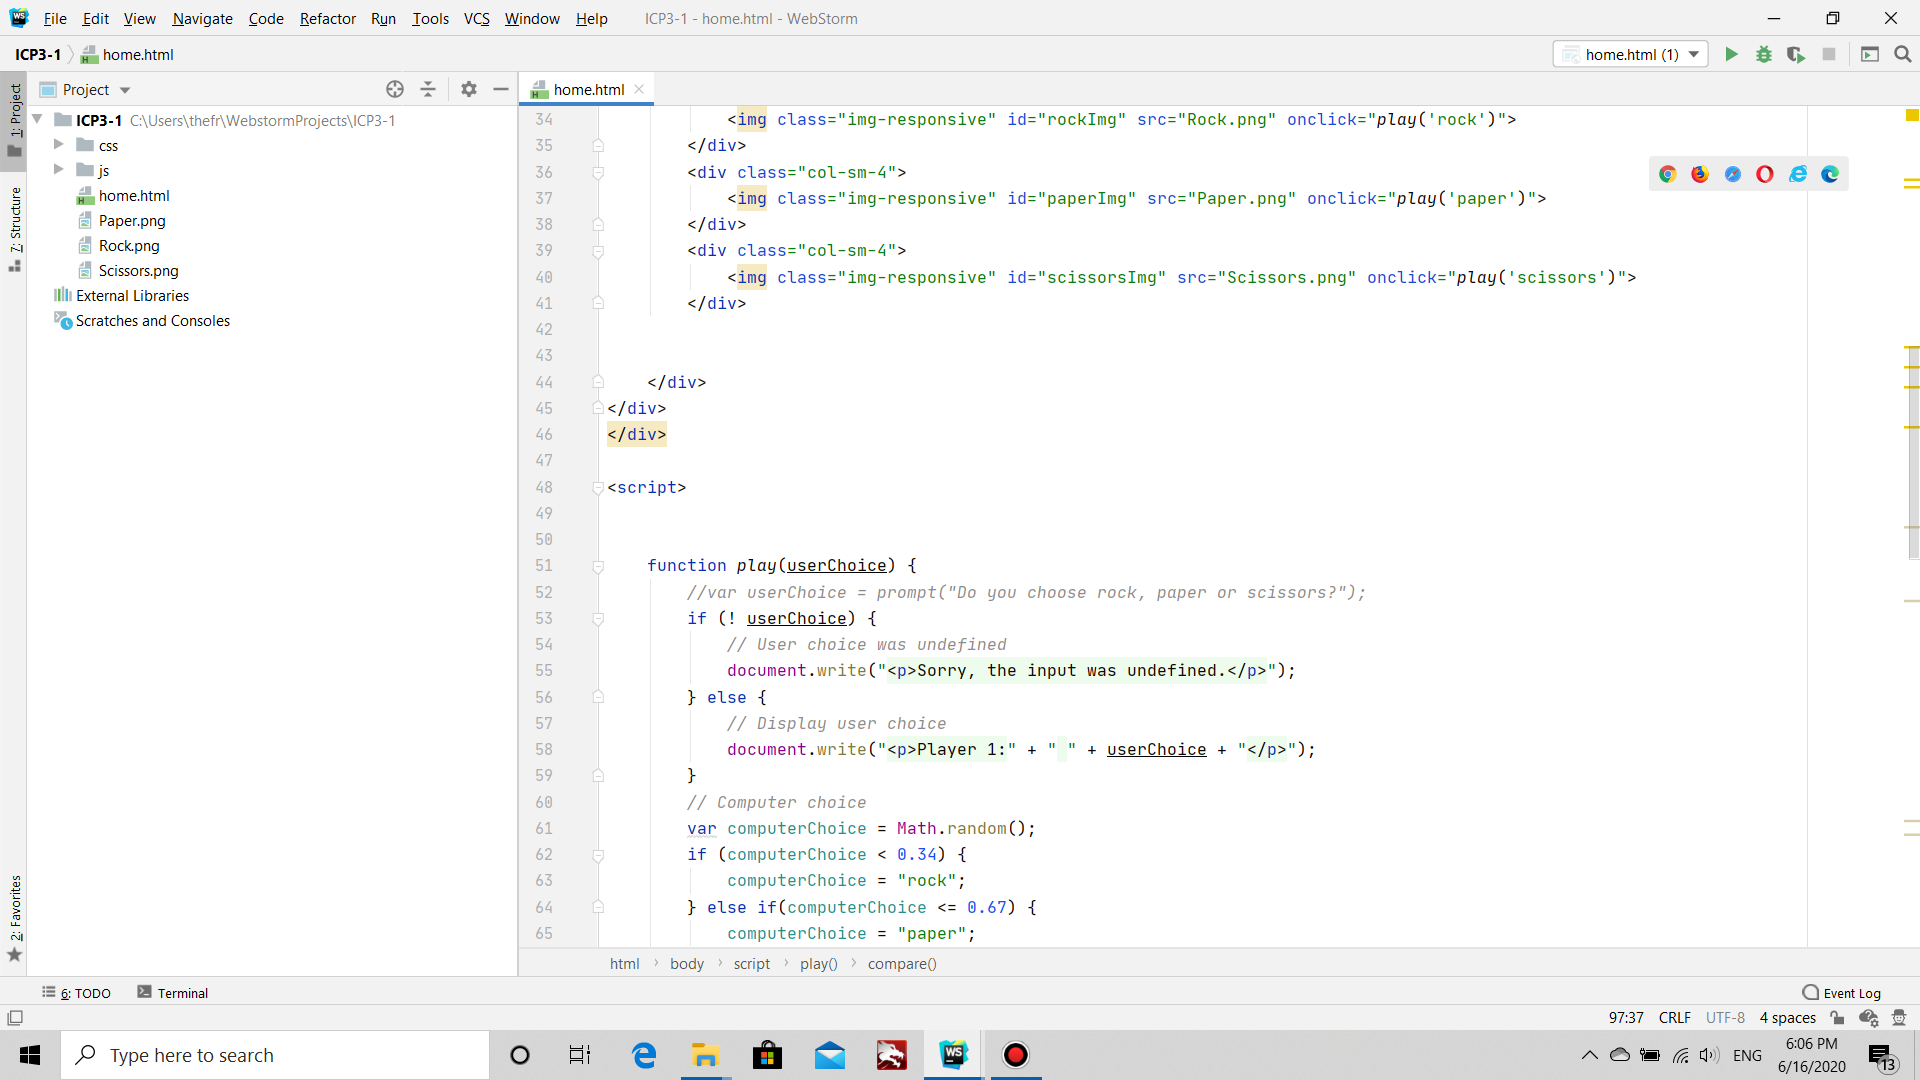 File Edit View Navigate Code Refactor Run Tools VCS Window Help ICP3-1 - home.html - WebStorm
ICP3-1 home.html home.html (1)
1: Project
7: Structure
2: Favorites
Project
ICP3-1 C:\Users\thefr\WebstormProjects\ICP3-1
css
js
home.html
Paper.png
Rock.png
Scissors.png
External Libraries
Scratches and Consoles
home.html
34 <img class="img-responsive" id="rockImg" src="Rock.png" onclick="play('rock')">
35 </div>
36 <div class="col-sm-4">
37 <img class="img-responsive" id="paperImg" src="Paper.png" onclick="play('paper')">
38 </div>
39 <div class="col-sm-4">
40 <img class="img-responsive" id="scissorsImg" src="Scissors.png" onclick="play('scissors')">
41 </div>
42
43
44 </div>
45 </div>
46 </div>
47
48 <script>
49
50
51 function play(userChoice) {
52 //var userChoice = prompt("Do you choose rock, paper or scissors?");
53 if (! userChoice) {
54 // User choice was undefined
55 document.write("<p>Sorry, the input was undefined.</p>");
56 } else {
57 // Display user choice
58 document.write("<p>Player 1:" + " " + userChoice + "</p>");
59 }
60 // Computer choice
61 var computerChoice = Math.random();
62 if (computerChoice < 0.34) {
63 computerChoice = "rock";
64 } else if(computerChoice <= 0.67) {
65 computerChoice = "paper";
html body script play() compare()
6: TODO Terminal Event Log
97:37 CRLF UTF-8 4 spaces
Type here to search
WS
ENG
6:06 PM
6/16/2020
13